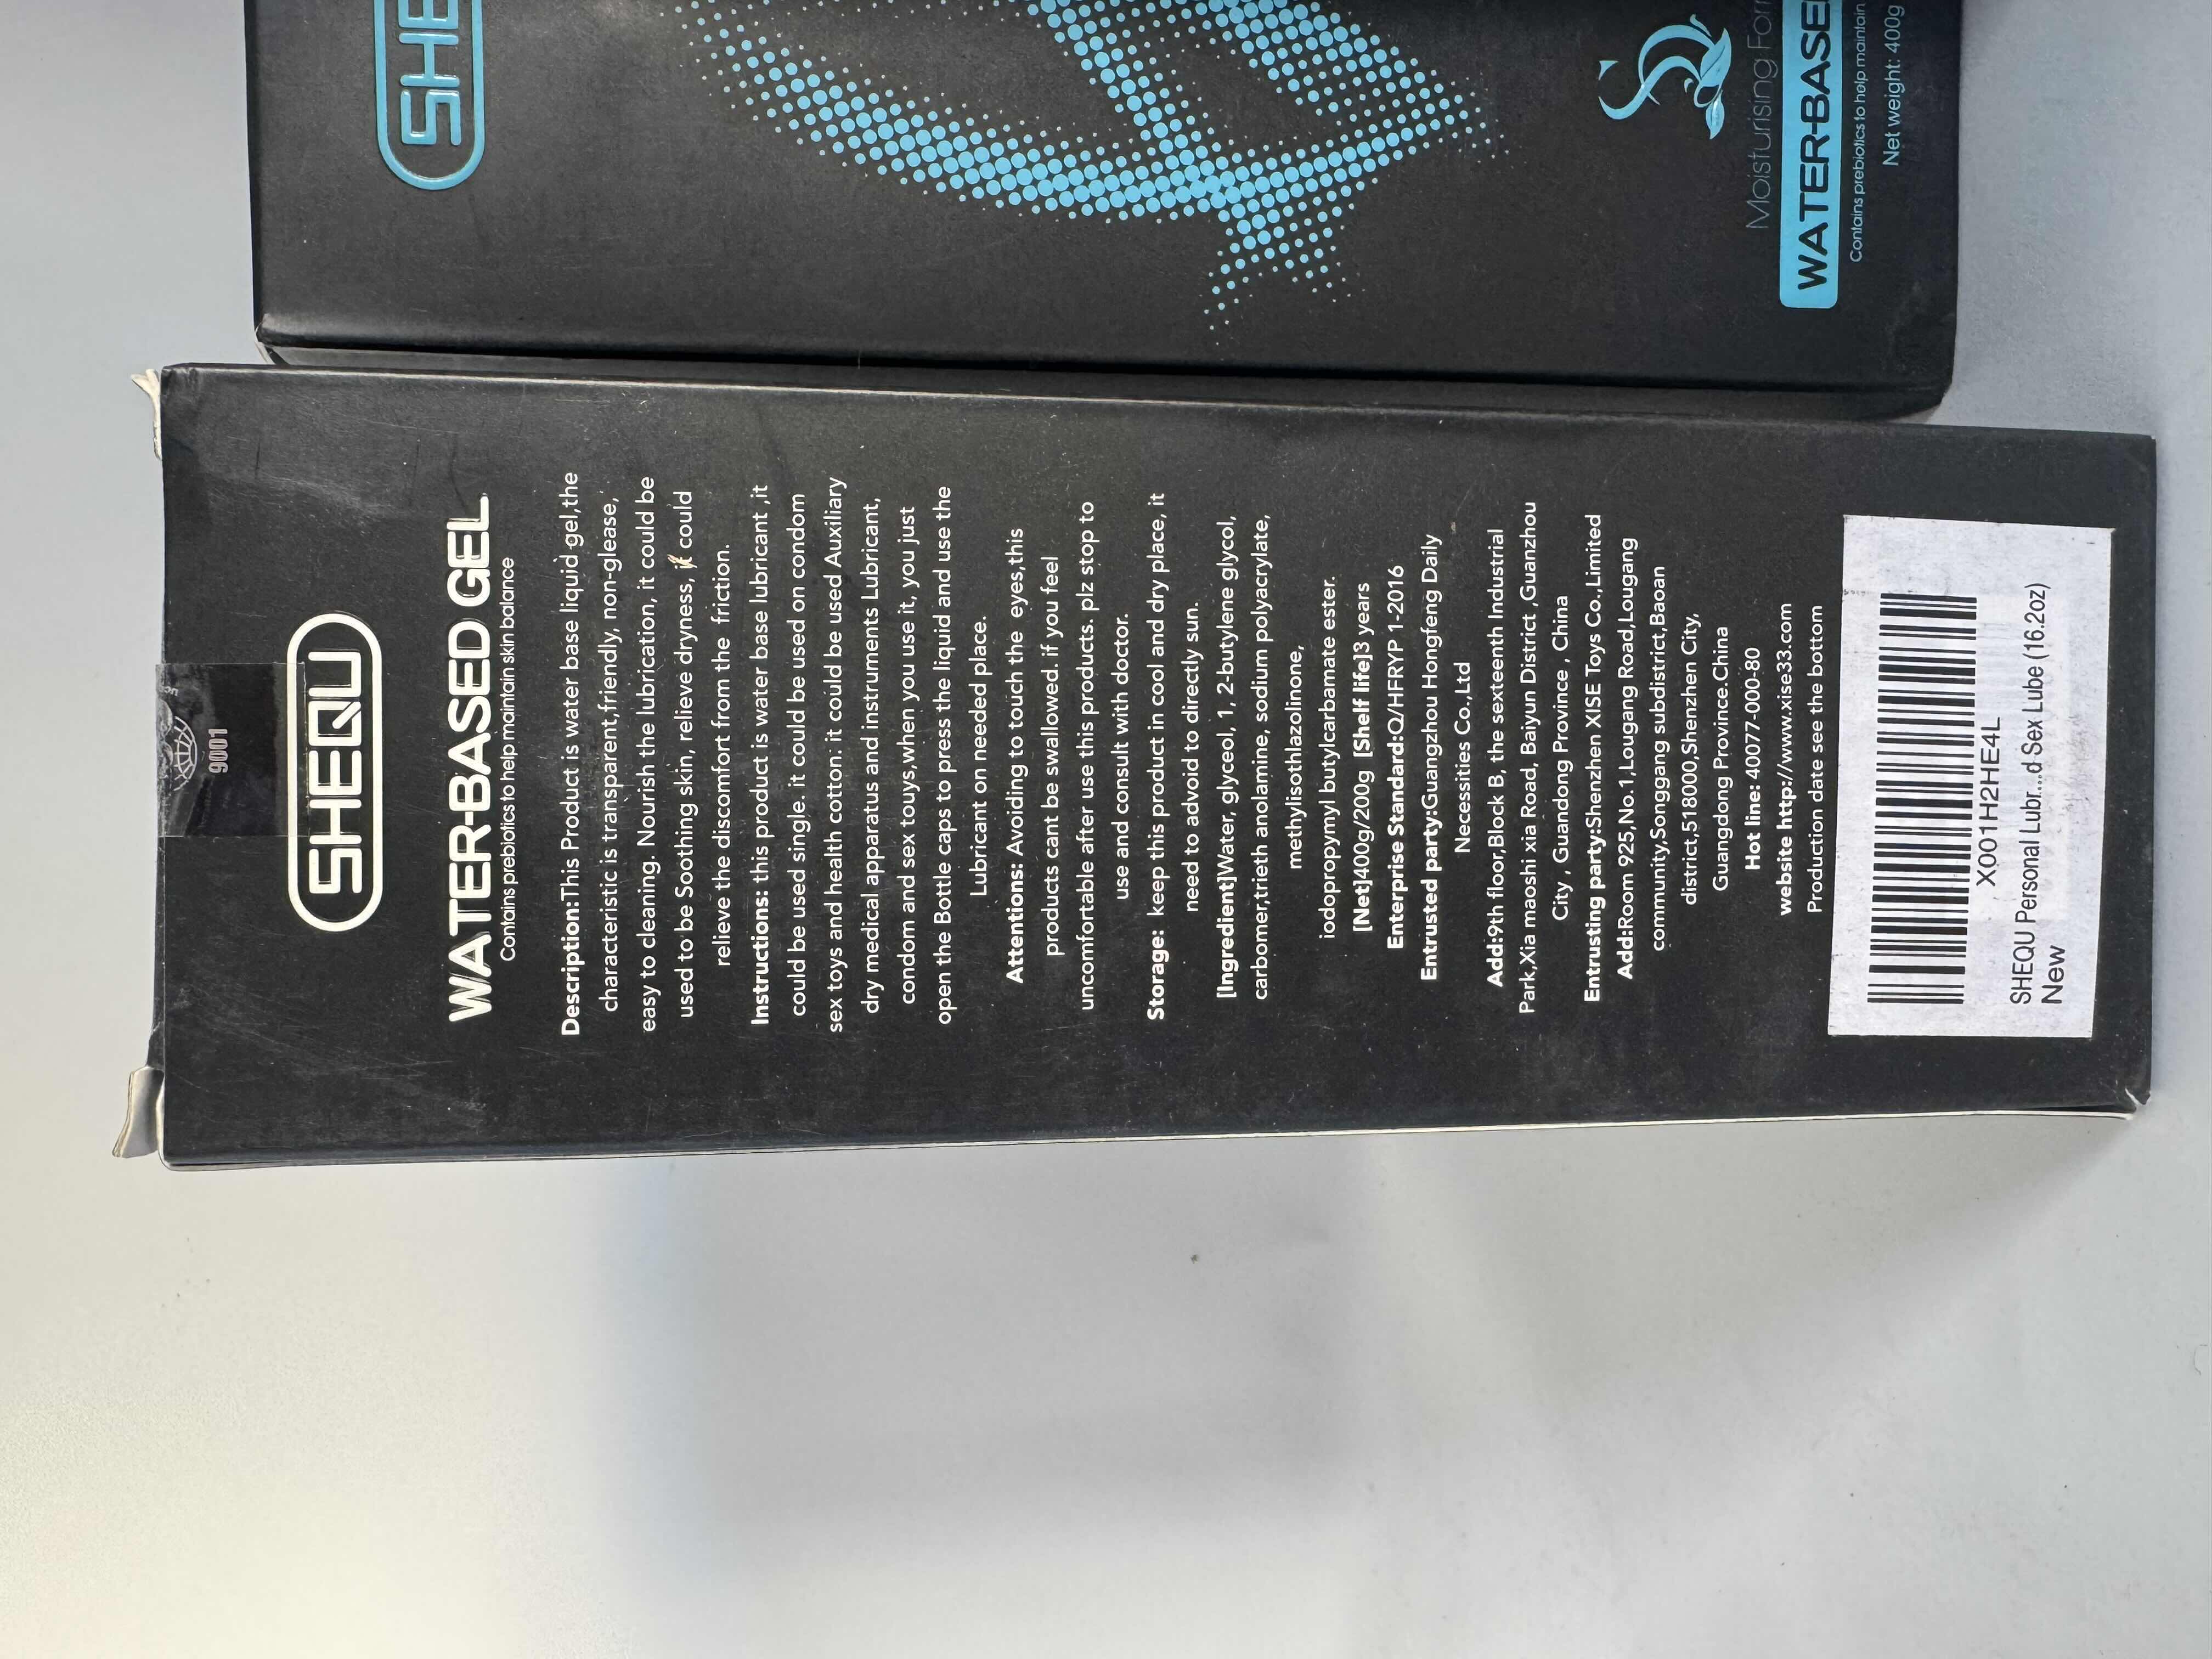 SHEQU
WATER-BASED GEL
Contains prebiotics to help maintain skin balance
Description:This Product is water base liquid gel,the
characteristic is transparent,friendly, non-glease,
easy to cleaning. Nourish the lubrication, it could be
used to be Soothing skin, relieve dryness, it could
relieve the discomfort from the friction.
Instructions: this product is water base lubricant ,it
could be used single. it could be used on condom
sex toys and health cotton: it could be used Auxiliary
dry medical apparatus and instruments Lubricant,
condom and sex touys,when you use it, you just
open the Bottle caps to press the liquid and use the
Lubricant on needed place.
Attentions: Avoiding to touch the eyes,this
products cant be swallowed. if you feel
uncomfortable after use this products. plz stop to
use and consult with doctor.
Storage: keep this product in cool and dry place, it
need to advoid to directly sun.
[Ingredient]Water, glyceol, 1, 2-butylene glycol,
carbomer,trieth anolamine, sodium polyacrylate,
methylisothlazolinone,
iodopropymyl butylcarbamate ester.
[Net]400g/200g [Shelf life]3 years
Enterprise Standard:Q/HFRYP 1-2016
Entrusted party:Guangzhou Hongfeng Daily
Necessities Co.,Ltd
Add:9th floor,Block B, the sexteenth Industrial
Park,Xia maoshi xia Road, Baiyun District ,Guanzhou
City , Guandong Province , China
Entrusting party:Shenzhen XISE Toys Co.,Limited
Add:Room 925,No.1,Lougang Road,Lougang
community,Songgang subdistrict,Baoan
district,518000,Shenzhen City,
Guangdong Province.China
Hot line: 40077-000-80
website http://www.xise33.com
Production date see the bottom
X001H2HE4L
SHEQU Personal Lubr...d Sex Lube (16.2oz)
New
9001
SHE
Moisturising For
WATER-BASE
Contains prebiotics to help maintain
Net weight: 400g